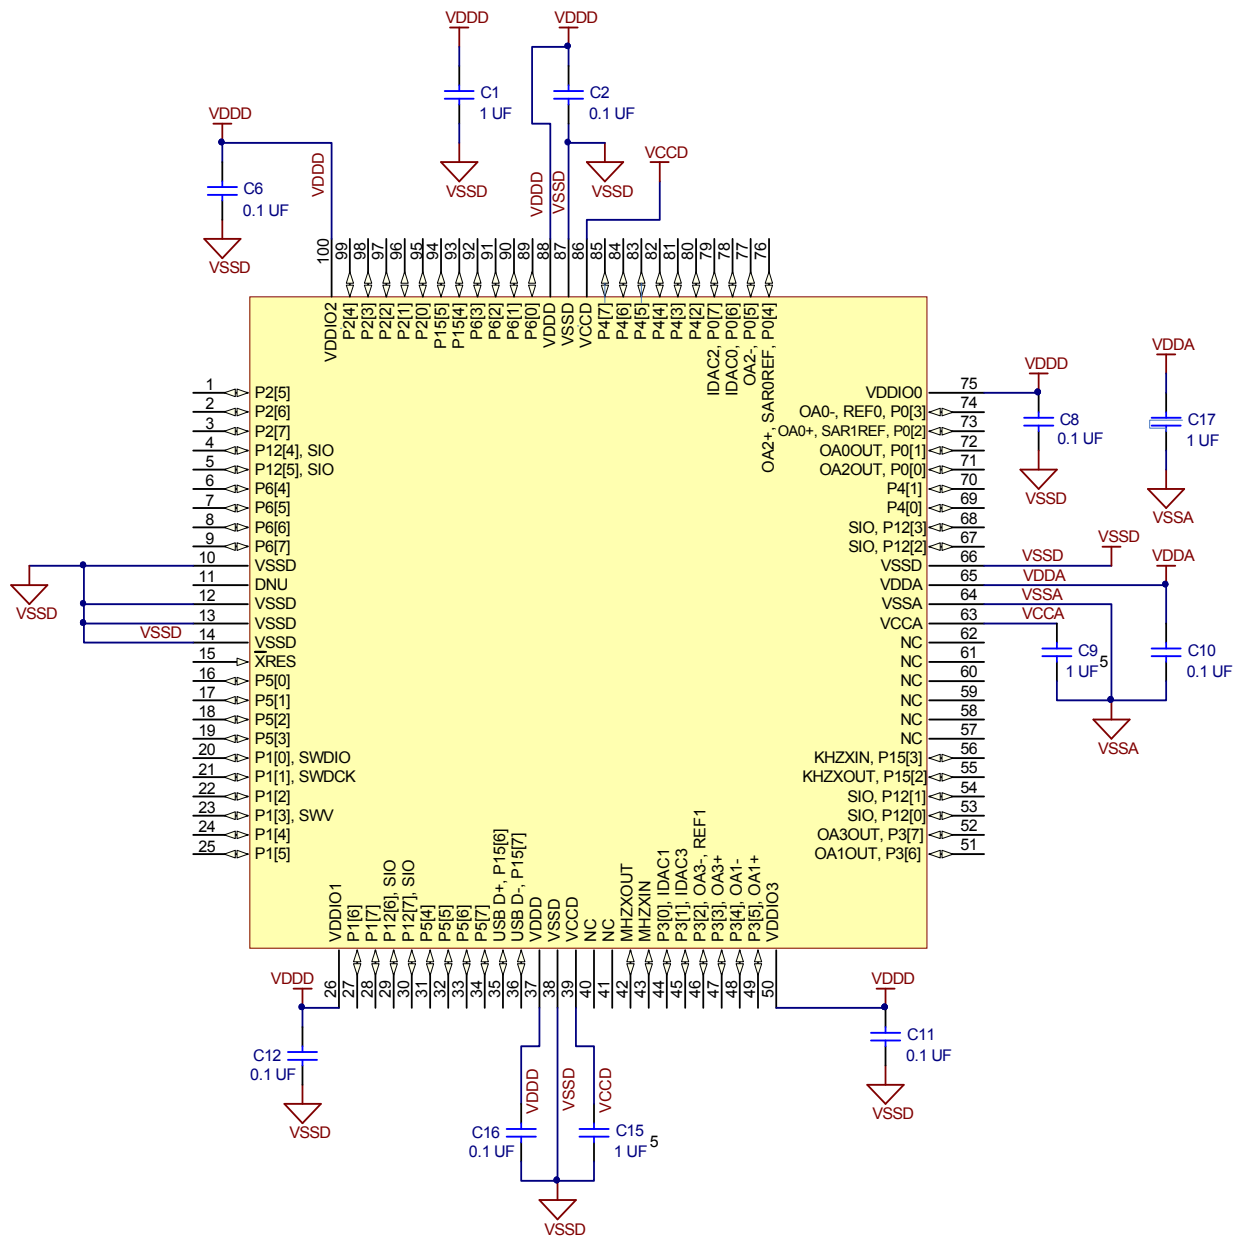 VDDD
C1
1 UF
VSSD
VDDD
C2
0.1 UF
VSSD
VDDD
C6
0.1 UF
VSSD
VDDD
VDDD
VSSD
VCCD
100
99
98
97
96
95
94
93
92
91
90
89
88
87
86
85
84
83
82
81
80
79
78
77
76
VDDIO2
P2[4]
P2[3]
P2[2]
P2[1]
P2[0]
P15[5]
P15[4]
P6[3]
P6[2]
P6[1]
P6[0]
VDDD
VSSD
VCCD
P4[7]
P4[6]
P4[5]
P4[4]
P4[3]
P4[2]
IDAC2, P0[7]
IDAC0, P0[6]
OA2-, P0[5]
OA2+, SAR0REF, P0[4]
1 P2[5]
2 P2[6]
3 P2[7]
4 P12[4], SIO
5 P12[5], SIO
6 P6[4]
7 P6[5]
8 P6[6]
9 P6[7]
10 VSSD
11 DNU
12 VSSD
13 VSSD
14 VSSD
15 XRES
16 P5[0]
17 P5[1]
18 P5[2]
19 P5[3]
20 P1[0], SWDIO
21 P1[1], SWDCK
22 P1[2]
23 P1[3], SWV
24 P1[4]
25 P1[5]
VSSD
VSSD
VDDIO0 75
OA0-, REF0, P0[3] 74
OA0+, SAR1REF, P0[2] 73
OA0OUT, P0[1] 72
OA2OUT, P0[0] 71
P4[1] 70
P4[0] 69
SIO, P12[3] 68
SIO, P12[2] 67
VSSD 66
VDDA 65
VSSA 64
VCCA 63
NC 62
NC 61
NC 60
NC 59
NC 58
NC 57
KHZXIN, P15[3] 56
KHZXOUT, P15[2] 55
SIO, P12[1] 54
SIO, P12[0] 53
OA3OUT, P3[7] 52
OA1OUT, P3[6] 51
VDDD
C8
0.1 UF
VSSD
VDDA
C17
1 UF
VSSA
VSSD
VSSD
VDDA
VDDA
VSSA
VCCA
C9
1 UF 5
C10
0.1 UF
VSSA
VDDIO1
P1[6]
P1[7]
P12[6], SIO
P12[7], SIO
P5[4]
P5[5]
P5[6]
P5[7]
USB D+, P15[6]
USB D-, P15[7]
VDDD
VSSD
VCCD
NC
NC
MHZXOUT
MHZXIN
P3[0], IDAC1
P3[1], IDAC3
P3[2], OA3-, REF1
P3[3], OA3+
P3[4], OA1-
P3[5], OA1+
VDDIO3
26
27
28
29
30
31
32
33
34
35
36
37
38
39
40
41
42
43
44
45
46
47
48
49
50
VDDD
C12
0.1 UF
VSSD
VDDD
VSSD
VCCD
C16
0.1 UF
C15
1 UF 5
VSSD
VDDD
C11
0.1 UF
VSSD